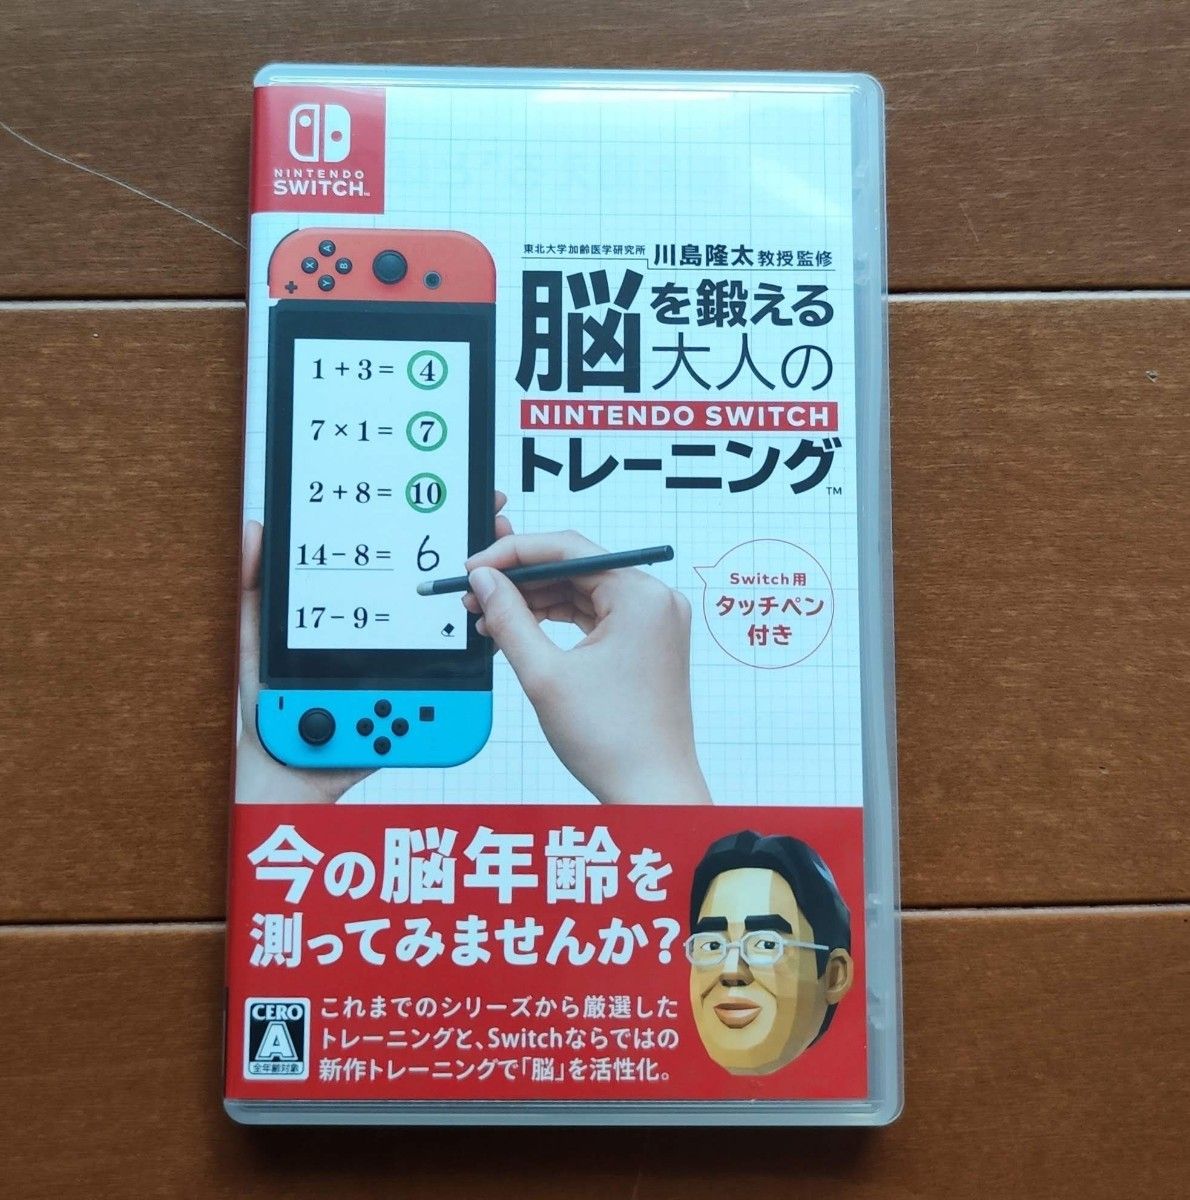 NINTENDO
SWITCH™
東北大学加齢医学研究所 川島隆太教授監修
脳を鍛える
大人の
NINTENDO SWITCH
トレーニング™
A
X B
Y
1 + 3 = 4
7 × 1 = 7
2 + 8 = 10
14 − 8 = 6
17 − 9 =
Switch用
タッチペン
付き
今の脳年齢を
測ってみませんか?
これまでのシリーズから厳選した
トレーニングと、Switchならではの
新作トレーニングで「脳」を活性化。
CERO
A
全年齢対象